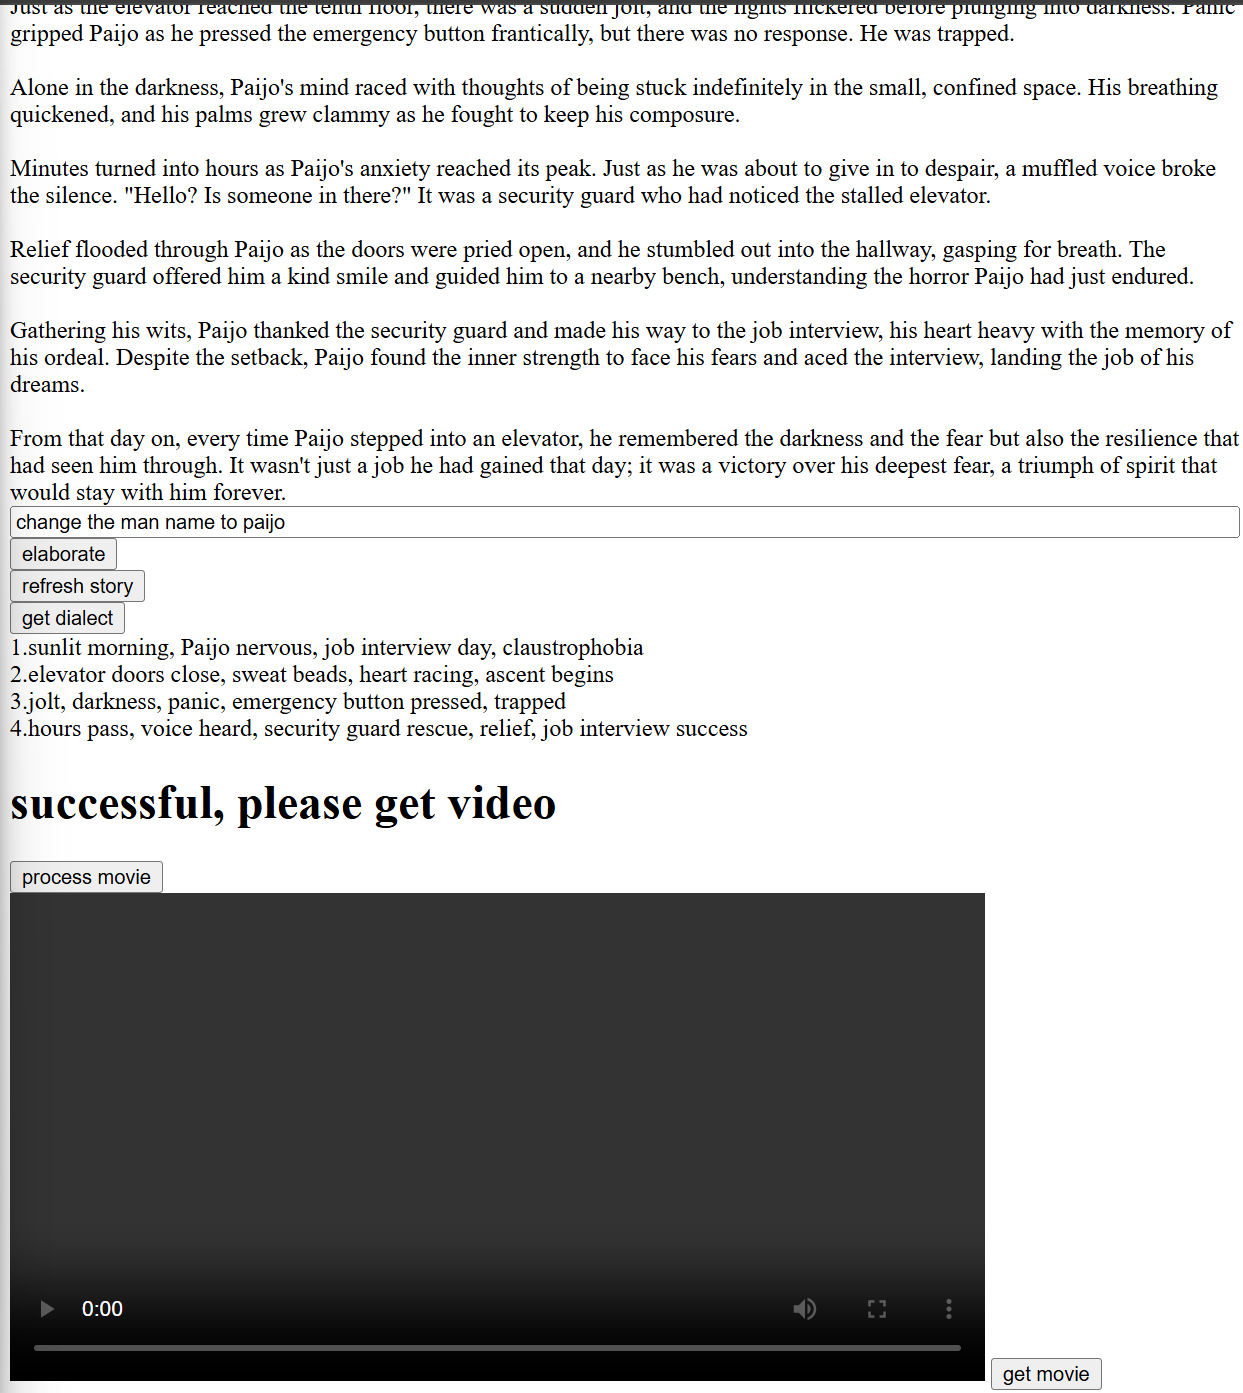 Just as the elevator reached the tenth floor, there was a sudden jolt, and the lights flickered before plunging into darkness. Panic
gripped Paijo as he pressed the emergency button frantically, but there was no response. He was trapped.
Alone in the darkness, Paijo's mind raced with thoughts of being stuck indefinitely in the small, confined space. His breathing
quickened, and his palms grew clammy as he fought to keep his composure.
Minutes turned into hours as Paijo's anxiety reached its peak. Just as he was about to give in to despair, a muffled voice broke
the silence. "Hello? Is someone in there?" It was a security guard who had noticed the stalled elevator.
Relief flooded through Paijo as the doors were pried open, and he stumbled out into the hallway, gasping for breath. The
security guard offered him a kind smile and guided him to a nearby bench, understanding the horror Paijo had just endured.
Gathering his wits, Paijo thanked the security guard and made his way to the job interview, his heart heavy with the memory of
his ordeal. Despite the setback, Paijo found the inner strength to face his fears and aced the interview, landing the job of his
dreams.
From that day on, every time Paijo stepped into an elevator, he remembered the darkness and the fear but also the resilience that
had seen him through. It wasn't just a job he had gained that day; it was a victory over his deepest fear, a triumph of spirit that
would stay with him forever.
change the man name to paijo
elaborate
refresh story
get dialect
1.sunlit morning, Paijo nervous, job interview day, claustrophobia
2.elevator doors close, sweat beads, heart racing, ascent begins
3.jolt, darkness, panic, emergency button pressed, trapped
4.hours pass, voice heard, security guard rescue, relief, job interview success
successful, please get video
process movie
0:00
get movie